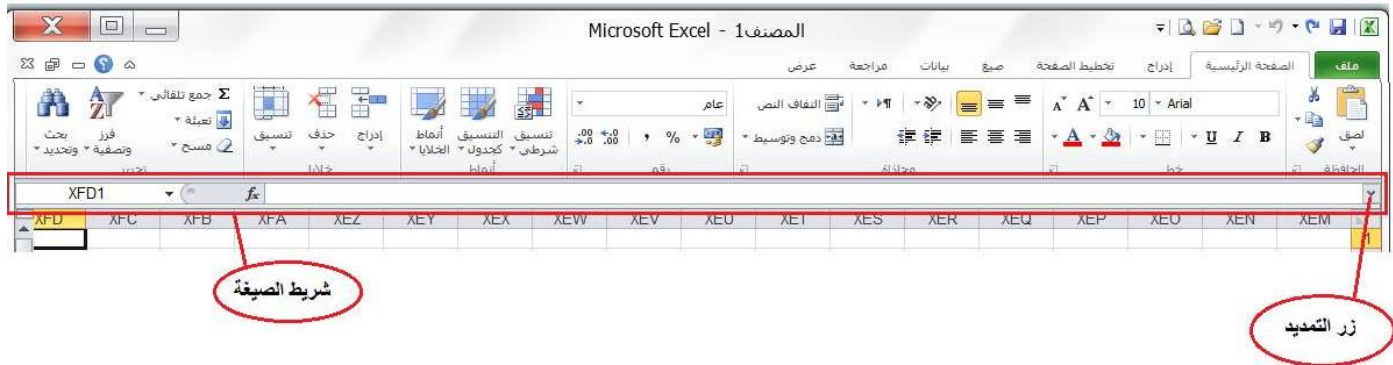 المصنف1 - Microsoft Excel
ملف الصفحة الرئيسية إدراج تخطيط الصفحة صيغ بيانات مراجعة عرض
لصق
Arial 10
B I U
التفاف النص
دمج وتوسيط
عام
%
تنسيق شرطي
التنسيق كجدول
أنماط الخلايا
إدراج
حذف
تنسيق
Σ جمع تلقائي
تعبئة
مسح
فرز وتصفية
بحث وتحديد
الحافظة خط محاذاة رقم أنماط خلايا تحرير
XFD1 fx
XEM XEN XEO XEP XEQ XER XES XET XEU XEV XEW XEX XEY XEZ XFA XFB XFC XFD
1
شريط الصيغة
زر التمديد